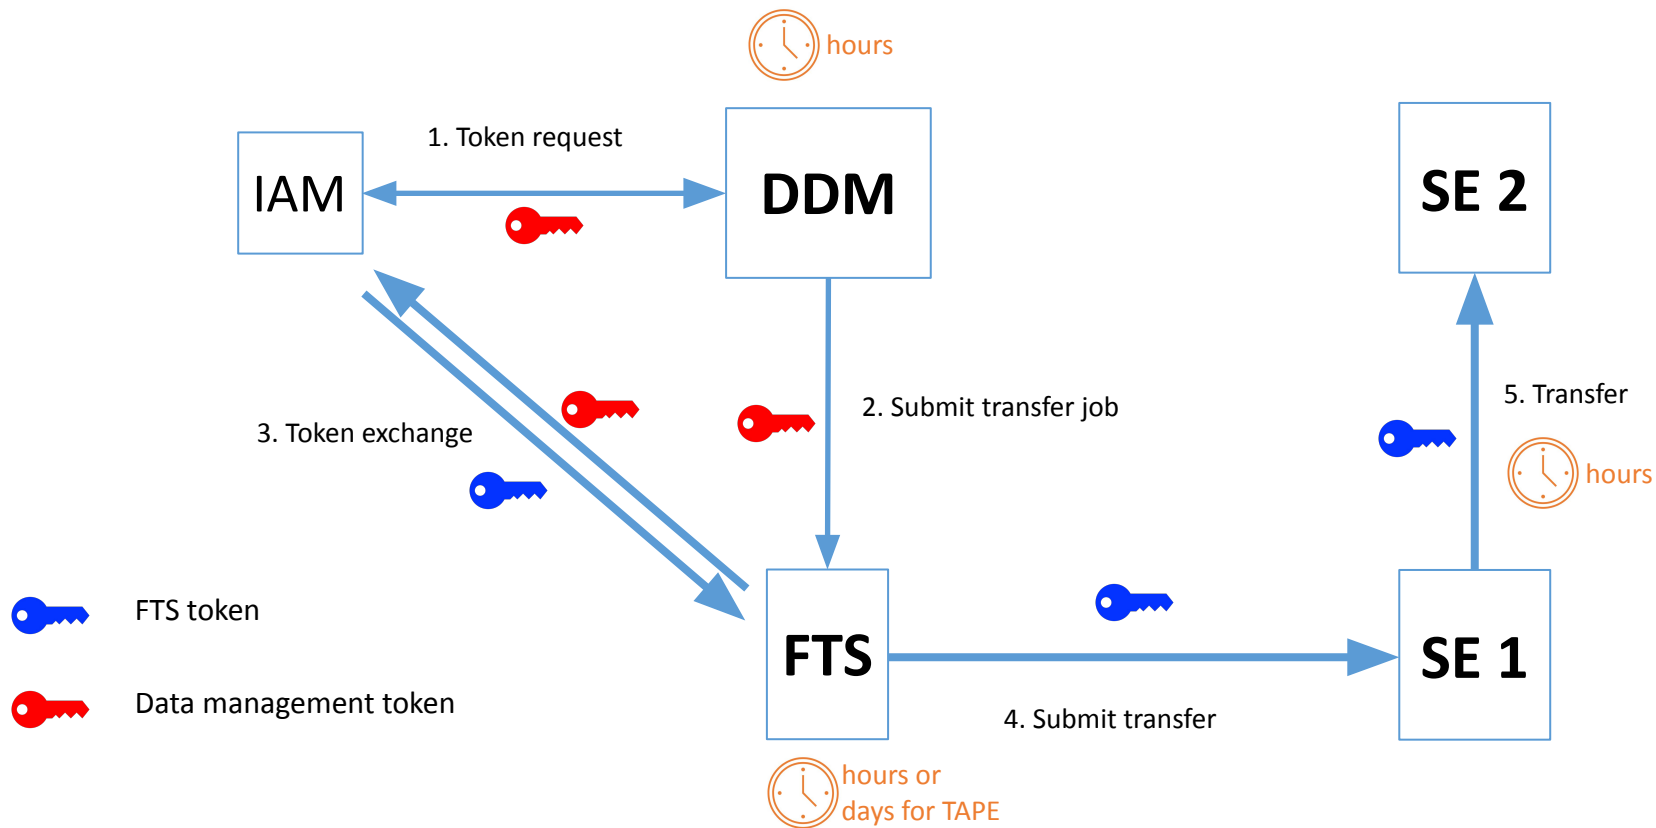 hours
1. Token request
IAM
DDM
SE 2
2. Submit transfer job
5. Transfer
3. Token exchange
hours
FTS token
FTS
SE 1
Data management token
4. Submit transfer
hours or
days for TAPE